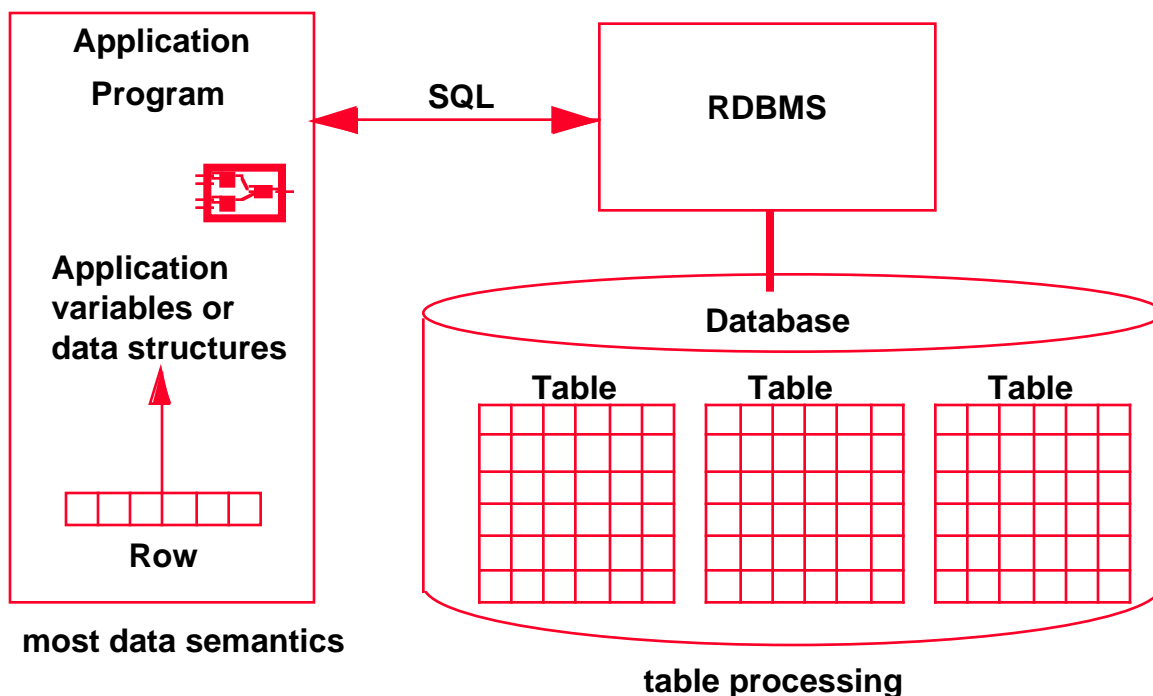 Application
Program
SQL
RDBMS
Application
variables or
data structures
Row
Database
Table
Table
Table
most data semantics
table processing